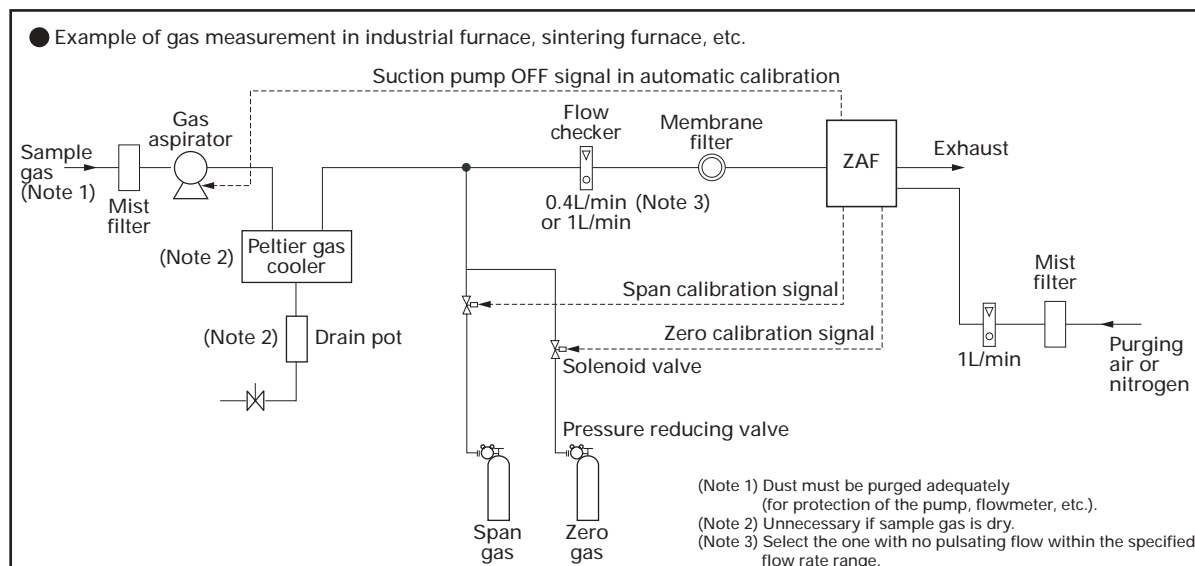 ● Example of gas measurement in industrial furnace, sintering furnace, etc.
Suction pump OFF signal in automatic calibration
Gas
aspirator
Flow
checker
Membrane
filter
ZAF
Exhaust
Sample
gas
(Note 1)
Mist
filter
0.4L/min (Note 3)
or 1L/min
(Note 2)
Peltier gas
cooler
Span calibration signal
Mist
filter
(Note 2)
Drain pot
Zero calibration signal
Solenoid valve
1L/min
Purging
air or
nitrogen
Pressure reducing valve
Span
gas
Zero
gas
(Note 1) Dust must be purged adequately
(for protection of the pump, flowmeter, etc.).
(Note 2) Unnecessary if sample gas is dry.
(Note 3) Select the one with no pulsating flow within the specified
flow rate range.